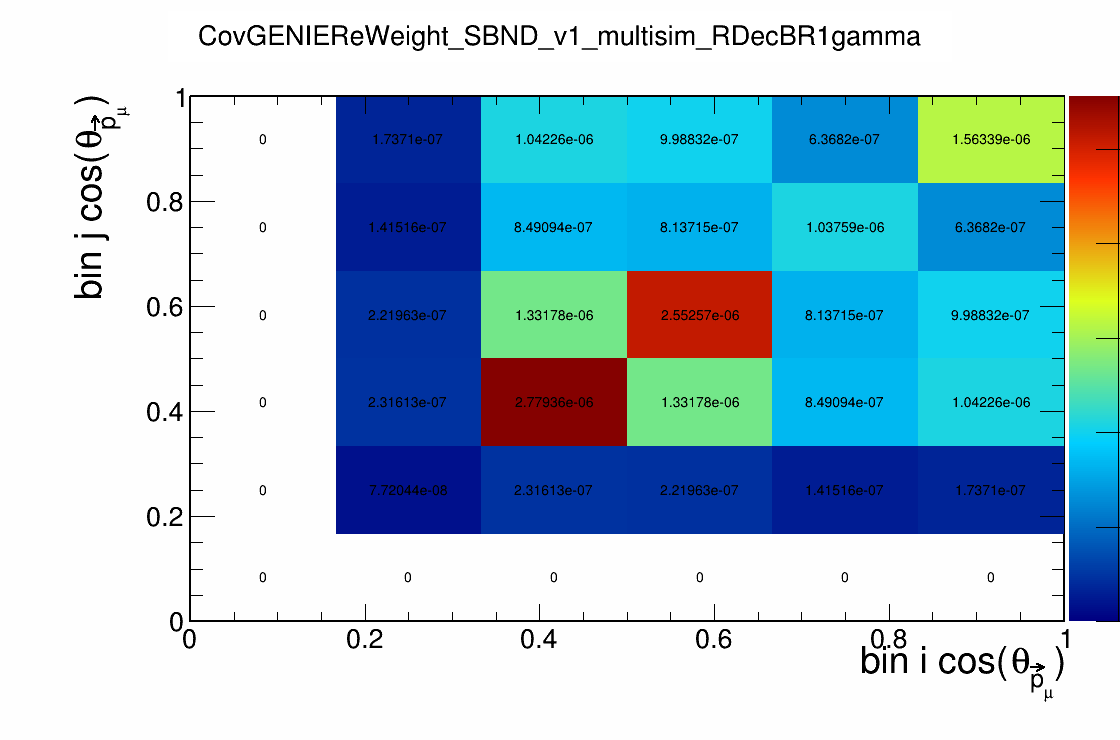 CovGENIEReWeight_SBND_v1_multisim_RDecBR1gamma
bin j cos(θ_p⃗_μ)
1
0 1.7371e-07 1.04226e-06 9.98832e-07 6.3682e-07 1.56339e-06
0.8
0 1.41516e-07 8.49094e-07 8.13715e-07 1.03759e-06 6.3682e-07
0.6
0 2.21963e-07 1.33178e-06 2.55257e-06 8.13715e-07 9.98832e-07
0.4
0 2.31613e-07 2.77936e-06 1.33178e-06 8.49094e-07 1.04226e-06
0.2
0 7.72044e-08 2.31613e-07 2.21963e-07 1.41516e-07 1.7371e-07
0 0 0 0 0 0
0
0 0.2 0.4 0.6 0.8 1
bin i cos(θ_p⃗_μ)